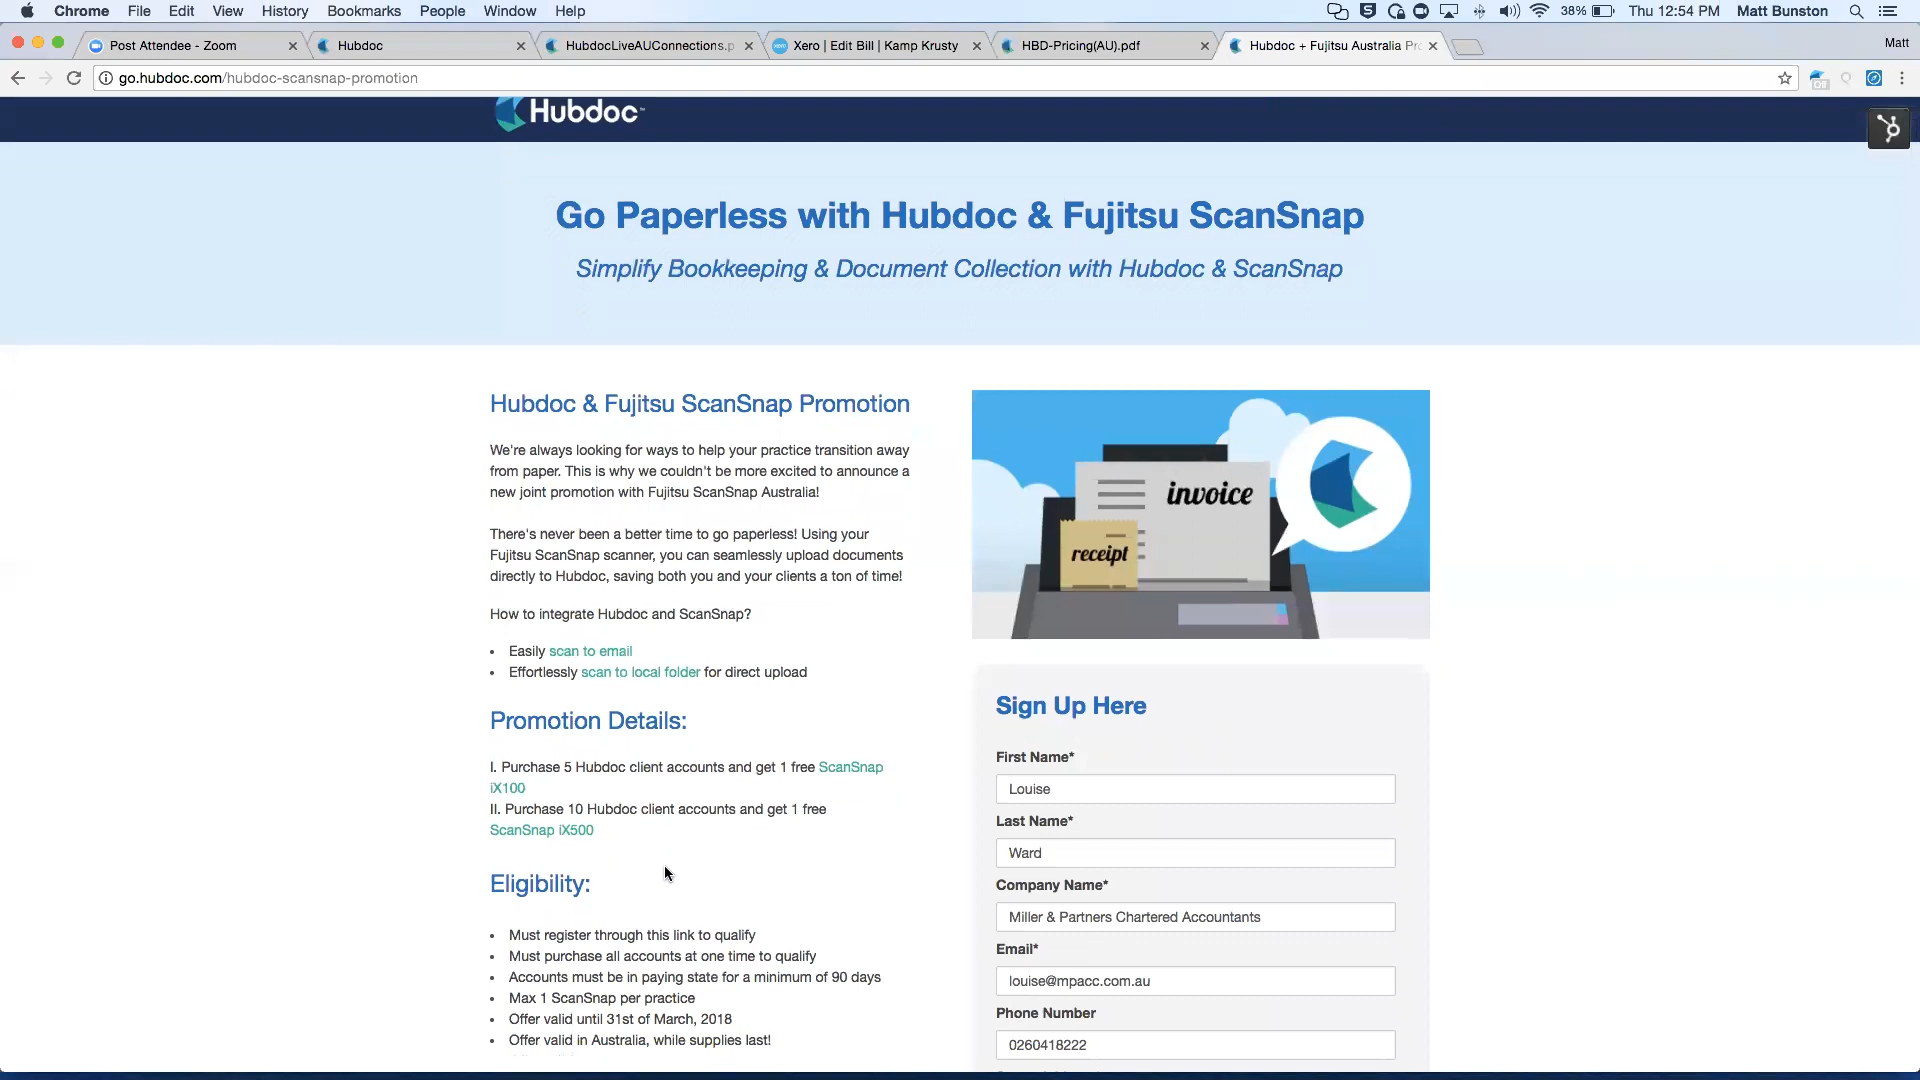 Chrome File Edit View History Bookmarks People Window Help 38% Thu 12:54 PM Matt Bunston
Post Attendee - Zoom
Hubdoc
HubdocLiveAUConnections.p
Xero | Edit Bill | Kamp Krusty
HBD-Pricing(AU).pdf
Hubdoc + Fujitsu Australia Pr
Matt
go.hubdoc.com/hubdoc-scansnap-promotion
Hubdoc
Go Paperless with Hubdoc & Fujitsu ScanSnap
Simplify Bookkeeping & Document Collection with Hubdoc & ScanSnap
Hubdoc & Fujitsu ScanSnap Promotion
We're always looking for ways to help your practice transition away
from paper. This is why we couldn't be more excited to announce a
new joint promotion with Fujitsu ScanSnap Australia!
There's never been a better time to go paperless! Using your
Fujitsu ScanSnap scanner, you can seamlessly upload documents
directly to Hubdoc, saving both you and your clients a ton of time!
How to integrate Hubdoc and ScanSnap?
• Easily scan to email
• Effortlessly scan to local folder for direct upload
Promotion Details:
I. Purchase 5 Hubdoc client accounts and get 1 free ScanSnap
iX100
II. Purchase 10 Hubdoc client accounts and get 1 free
ScanSnap iX500
Eligibility:
• Must register through this link to qualify
• Must purchase all accounts at one time to qualify
• Accounts must be in paying state for a minimum of 90 days
• Max 1 ScanSnap per practice
• Offer valid until 31st of March, 2018
• Offer valid in Australia, while supplies last!
invoice
receipt
Sign Up Here
First Name*
Louise
Last Name*
Ward
Company Name*
Miller & Partners Chartered Accountants
Email*
louise@mpacc.com.au
Phone Number
0260418222